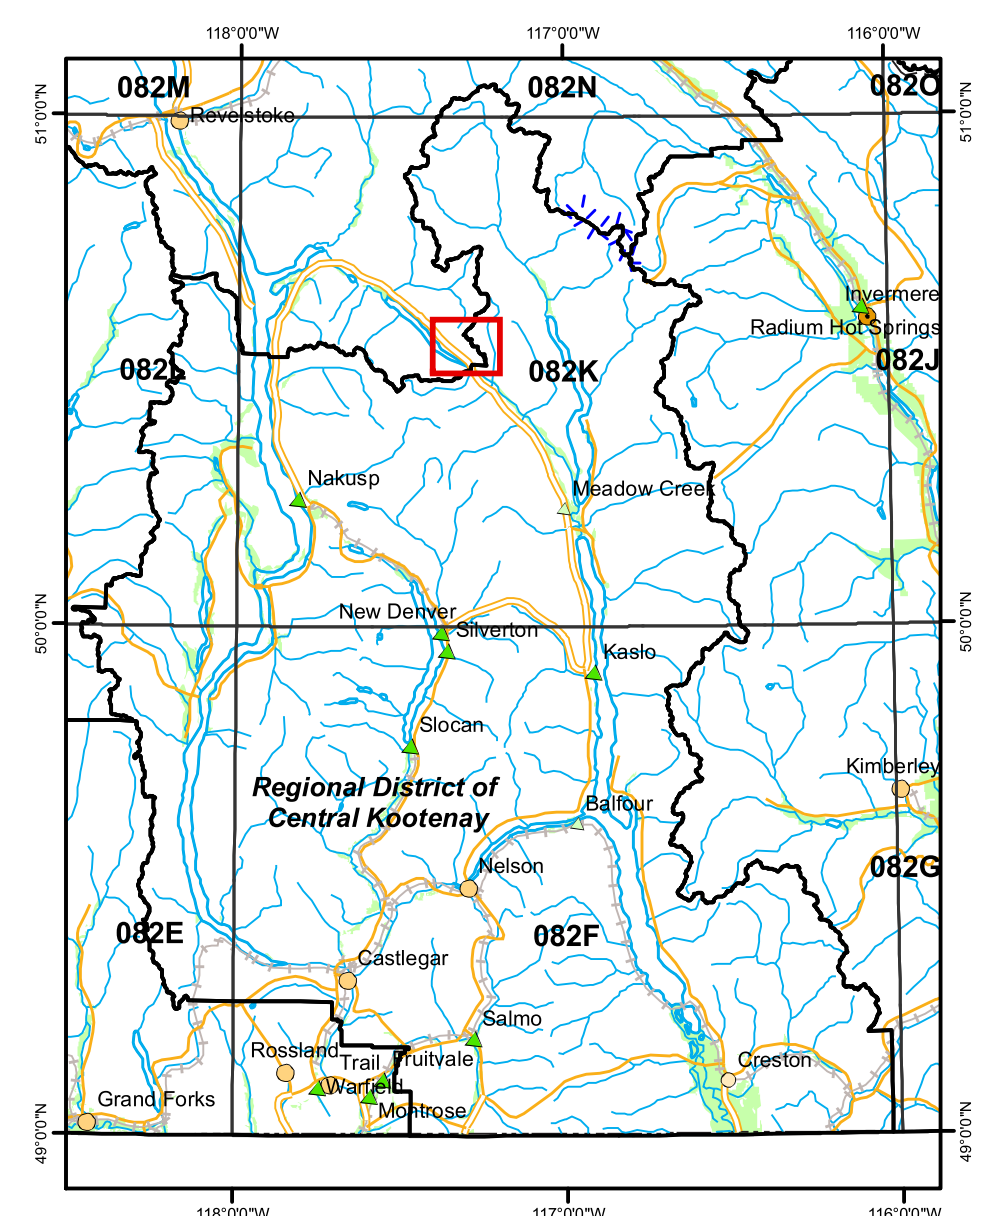 118°0'0"W
117°0'0"W
116°0'0"W
082M
082N
082O
51°0'0"N
51°0'0"N
Revelstoke
Invermere
Radium Hot Springs
082L
082K
082J
Nakusp
Meadow Creek
50°0'0"N
50°0'0"N
New Denver
Silverton
Kaslo
Slocan
Kimberley
Regional District of
Central Kootenay
Balfour
Nelson
082G
082E
082F
Castlegar
Salmo
Rossland
Trail
Fruitvale
Creston
Warfield
Grand Forks
Montrose
49°0'0"N
49°0'0"N
118°0'0"W
117°0'0"W
116°0'0"W